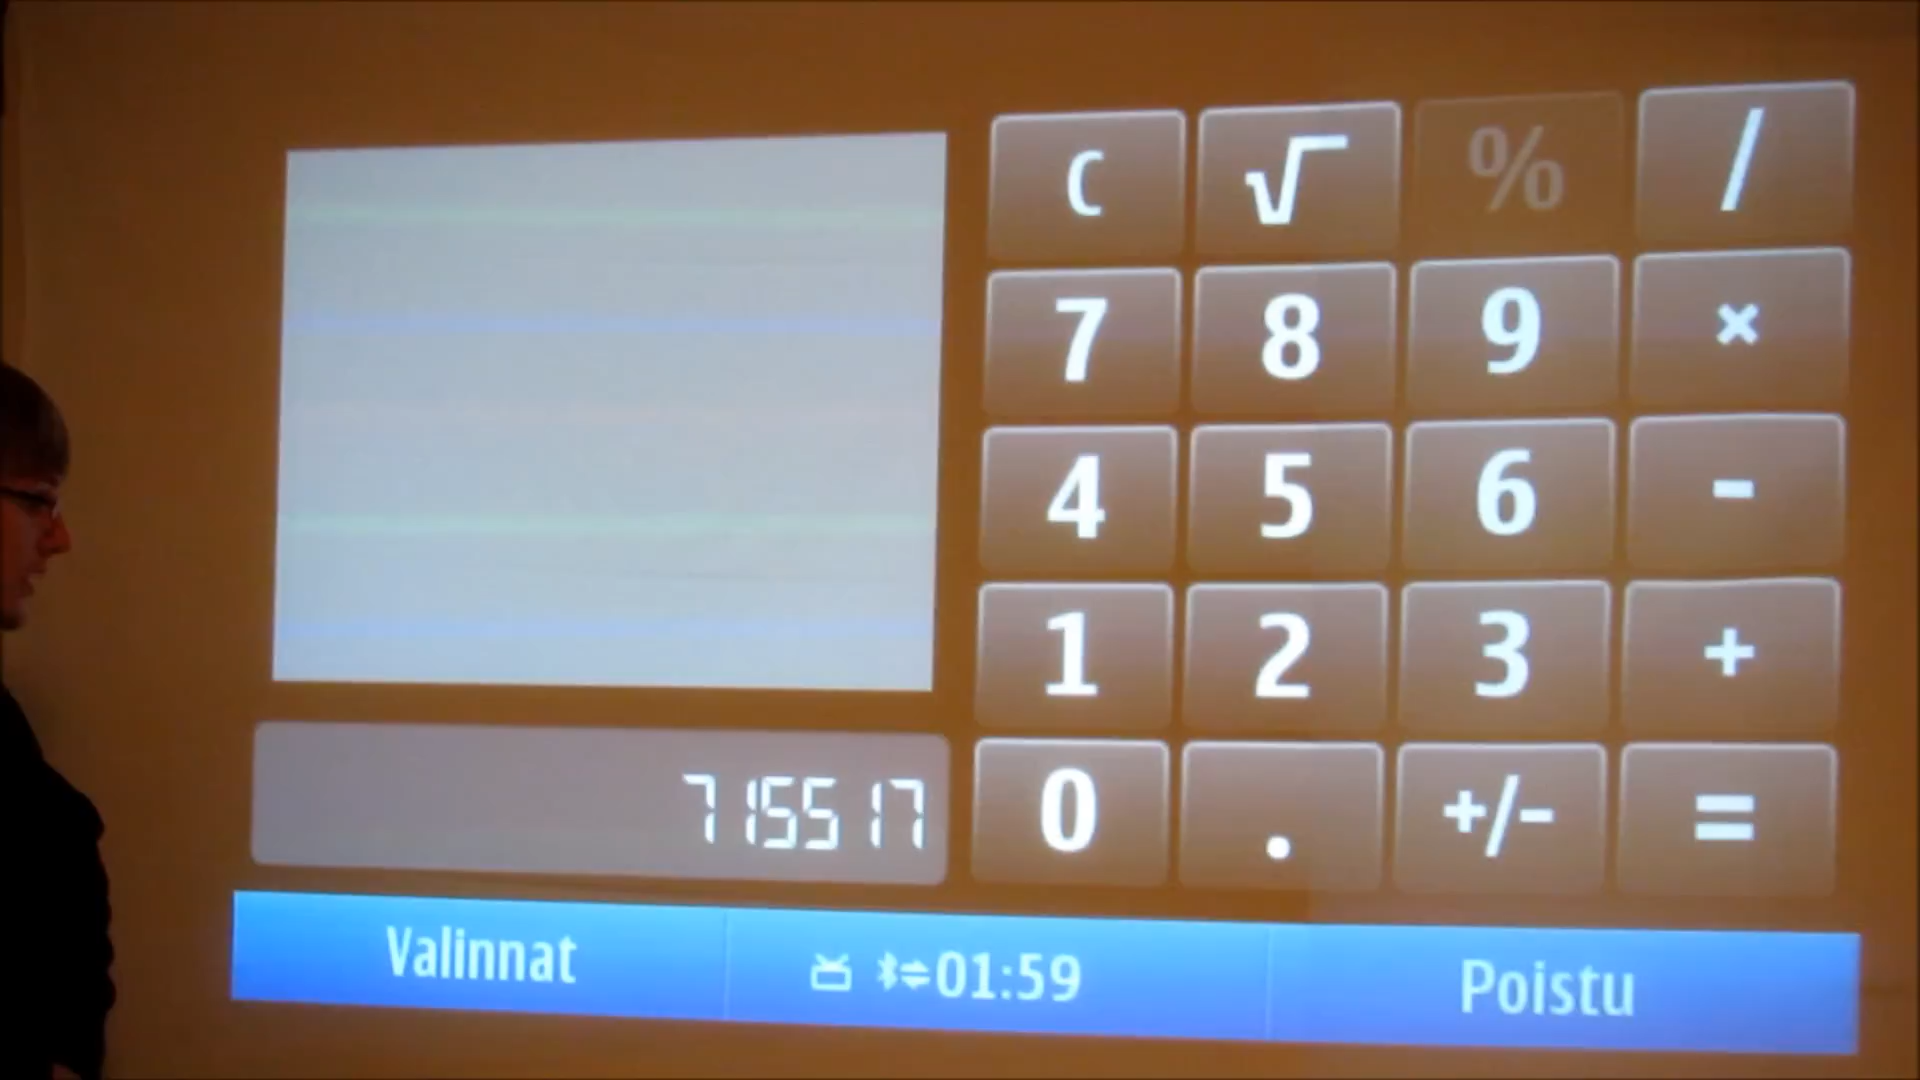 C √ % /
7 8 9 ×
4 5 6 -
1 2 3 +
715517
0 . +/- =
Valinnat 01:59 Poistu